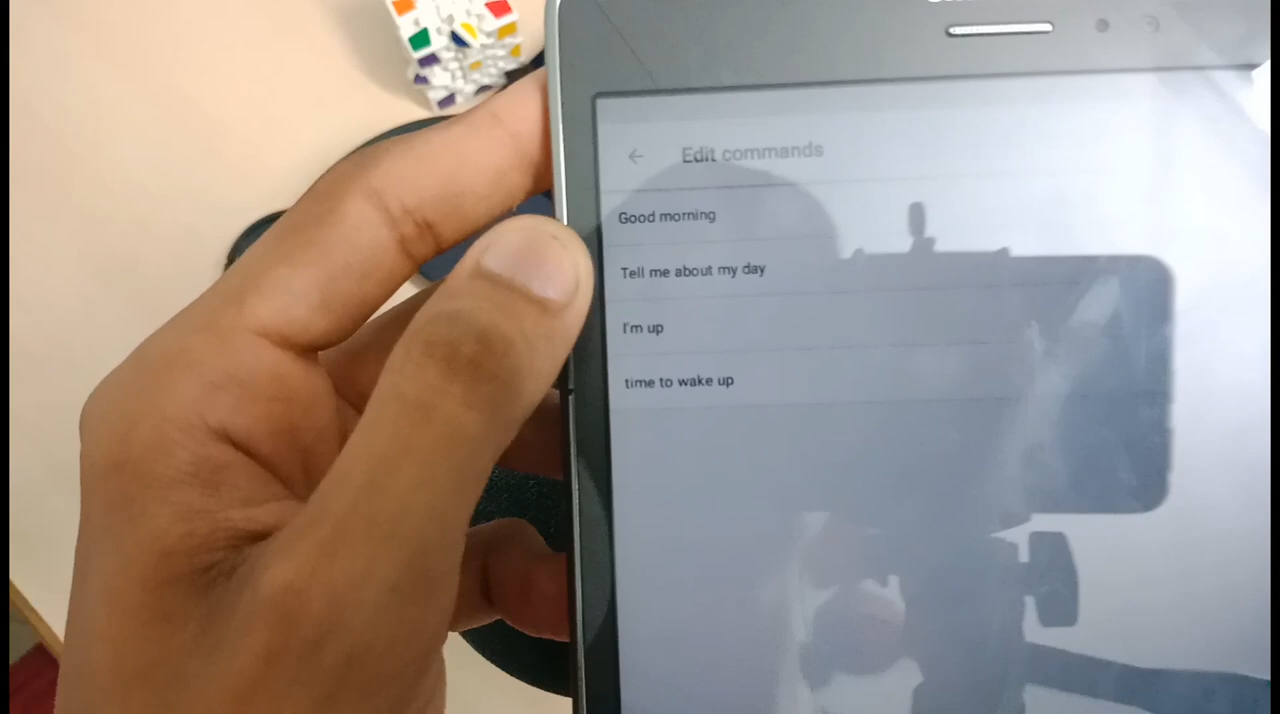 Edit commands
Good morning
Tell me about my day
I'm up
time to wake up